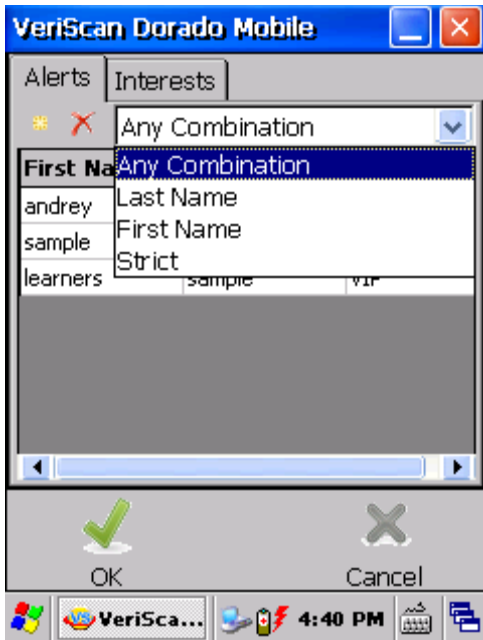 VeriScan Dorado Mobile
Alerts Interests
Any Combination
First Na
Any Combination
Last Name
First Name
Strict
andrey
sample
learners sample VIP
OK Cancel
VeriSca... 4:40 PM